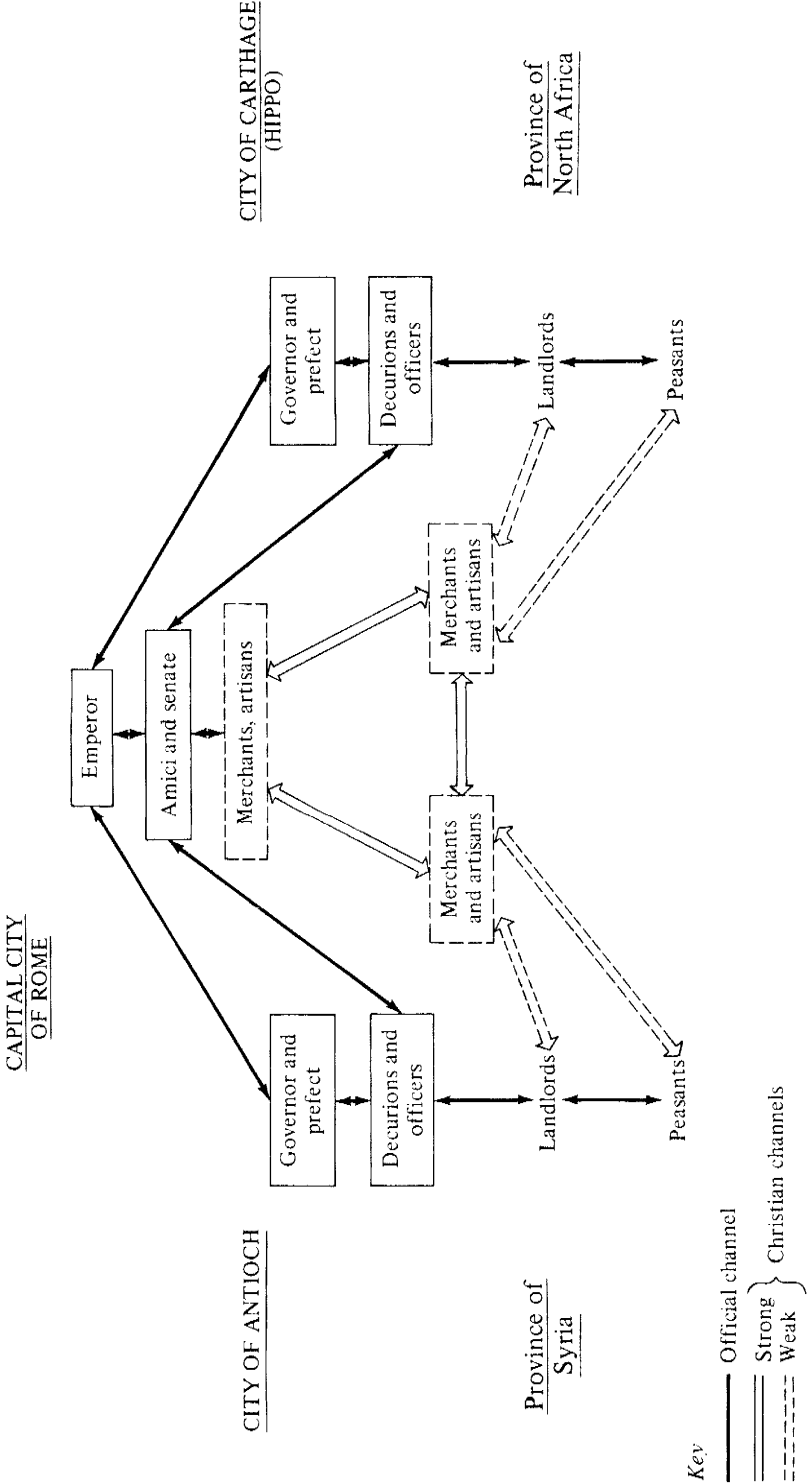 CAPITAL CITY
OF ROME
Emperor
Amici and senate
Merchants, artisans
CITY OF ANTIOCH
Governor and
prefect
Decurions and
officers
CITY OF CARTHAGE
(HIPPO)
Governor and
prefect
Decurions and
officers
Merchants
and artisans
Merchants
and artisans
Province of
Syria
Landlords
Peasants
Province of
North Africa
Landlords
Peasants
Key
Official channel
Strong
Weak
Christian channels